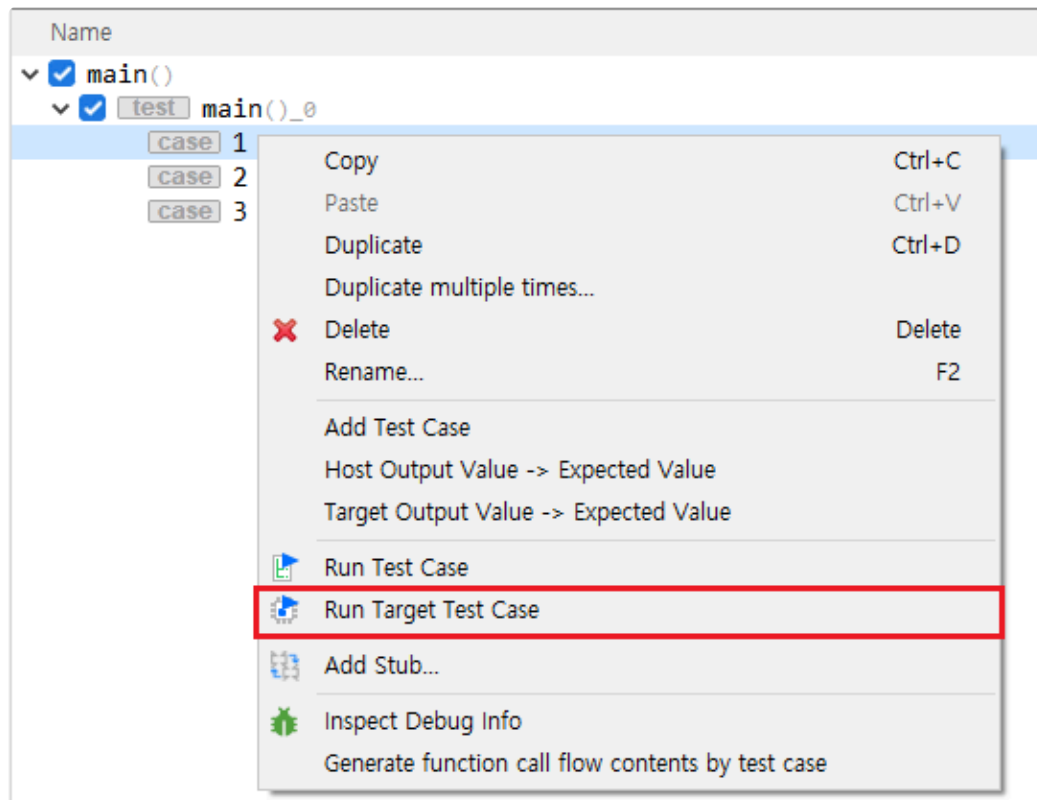 Name
main()
test main()_0
case 1
case 2
case 3
Copy Ctrl+C
Paste Ctrl+V
Duplicate Ctrl+D
Duplicate multiple times...
Delete Delete
Rename... F2
Add Test Case
Host Output Value -> Expected Value
Target Output Value -> Expected Value
Run Test Case
Run Target Test Case
Add Stub...
Inspect Debug Info
Generate function call flow contents by test case